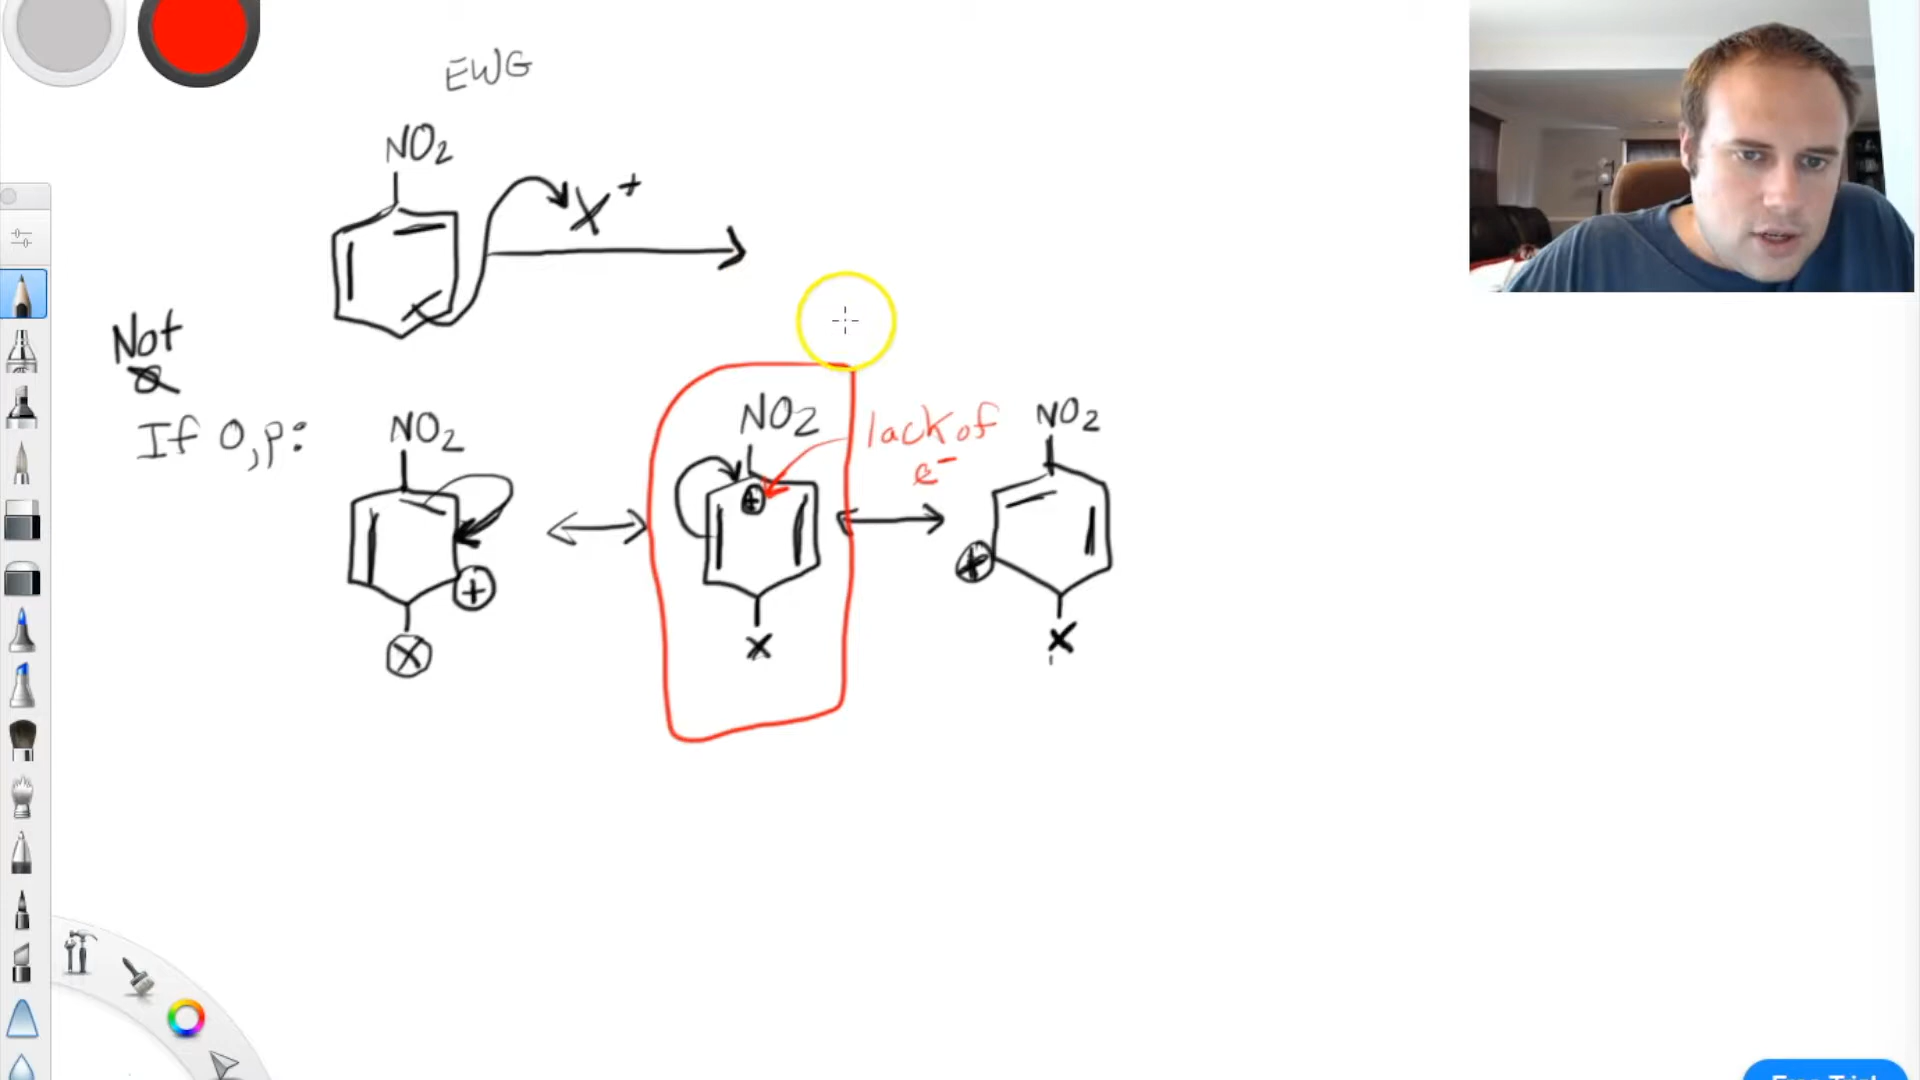 EWG
NO2
X+
Not
If O,p:
NO2
NO2
lack of
e-
NO2
+
+
+
X
X
X